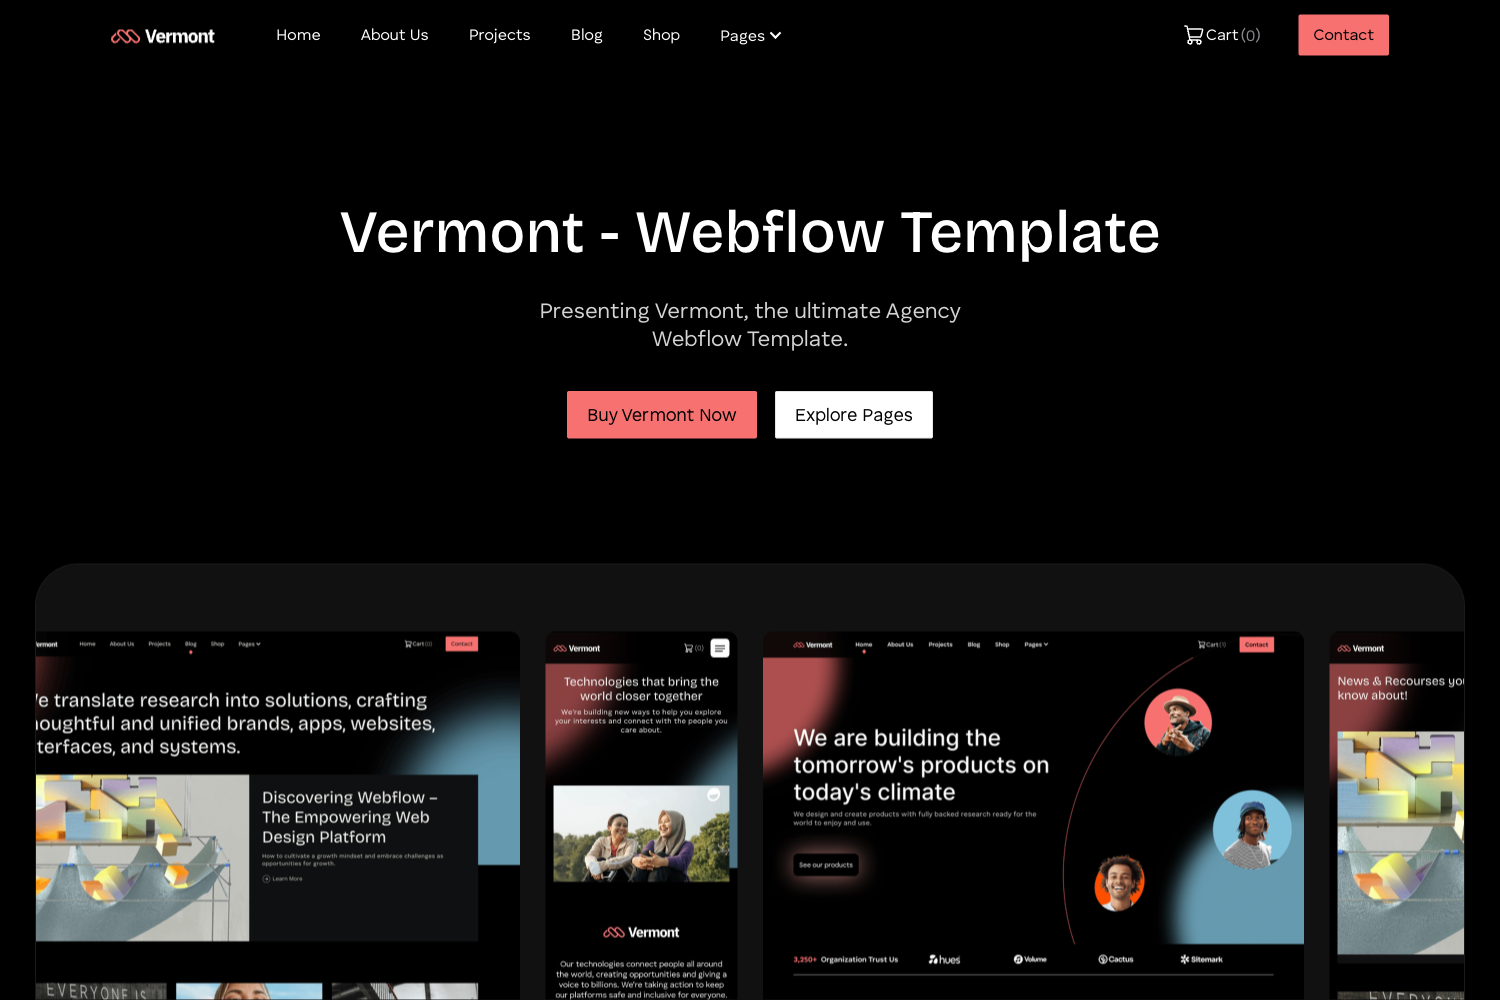 Vermont
Home
About Us
Projects
Blog
Shop
Pages
Cart(0)
Contact
Vermont - Webflow Template
Presenting Vermont, the ultimate Agency
Webflow Template.
Buy Vermont Now
Explore Pages
Home
About Us
Projects
Blog
Shop
Pages
Cart(0)
Contact
translate research into solutions, crafting
and unified brands, apps, websites,
and systems.
Discovering Webflow –
The Empowering Web
Design Platform
How to cultivate a growth mindset and embrace challenges as
opportunities for growth.
Learn More
EVERYONE IS
Vermont
(0)
Technologies that bring the
world closer together
We're building new ways to help you explore
your interests and connect with the people you
care about.
Vermont
Our technologies connect people all around
the world, creating opportunities and giving a
voice to billions. We're taking action to keep
our platforms safe and inclusive for everyone.
Vermont
Home
About Us
Projects
Blog
Shop
Pages
Cart(1)
Contact
We are building the
tomorrow's products on
today's climate
We design and create products with fully backed research ready for the
world to enjoy and use.
See our products
3,250+ Organization Trust Us
hues
Volume
Cactus
Sitemark
Vermont
News & Recourses you
know about!